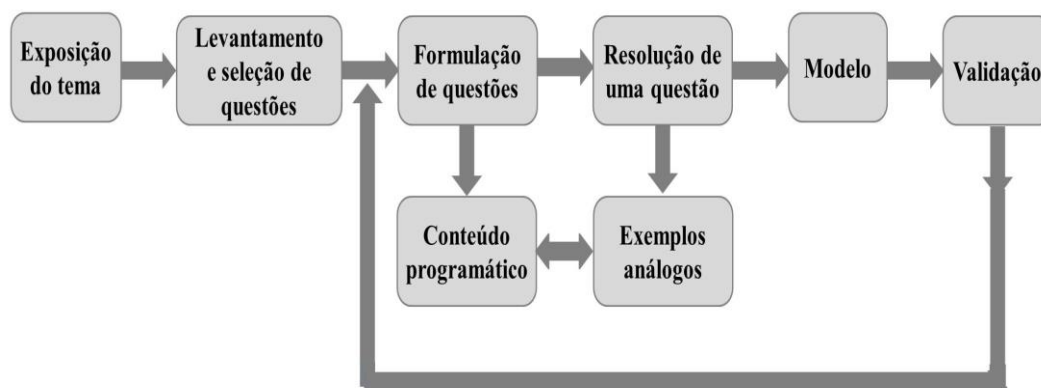 Exposição
do tema
Levantamento
e seleção de
questões
Formulação
de questões
Resolução de
uma questão
Modelo
Validação
Conteúdo
programático
Exemplos
análogos